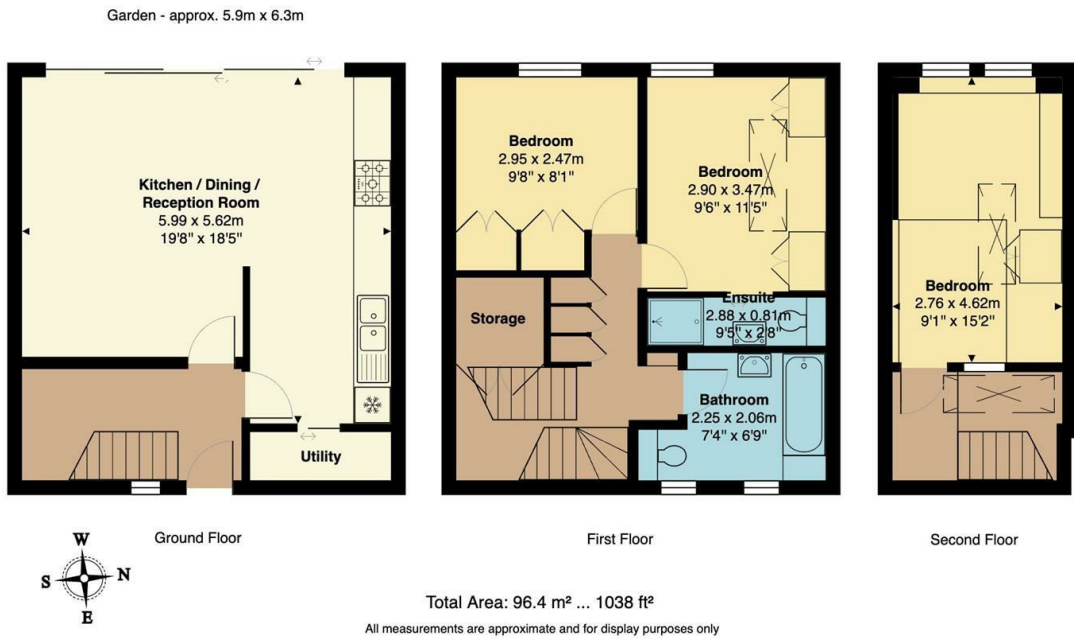 Garden - approx. 5.9m x 6.3m
Kitchen / Dining /
Reception Room
5.99 x 5.62m
19'8" x 18'5"
Utility
Ground Floor
Bedroom
2.95 x 2.47m
9'8" x 8'1"
Bedroom
2.90 x 3.47m
9'6" x 11'5"
Storage
Ensuite
2.88 x 0.81m
9'5" x 2'8"
Bathroom
2.25 x 2.06m
7'4" x 6'9"
First Floor
Bedroom
2.76 x 4.62m
9'1" x 15'2"
Second Floor
W
S N
E
Total Area: 96.4 m² ... 1038 ft²
All measurements are approximate and for display purposes only